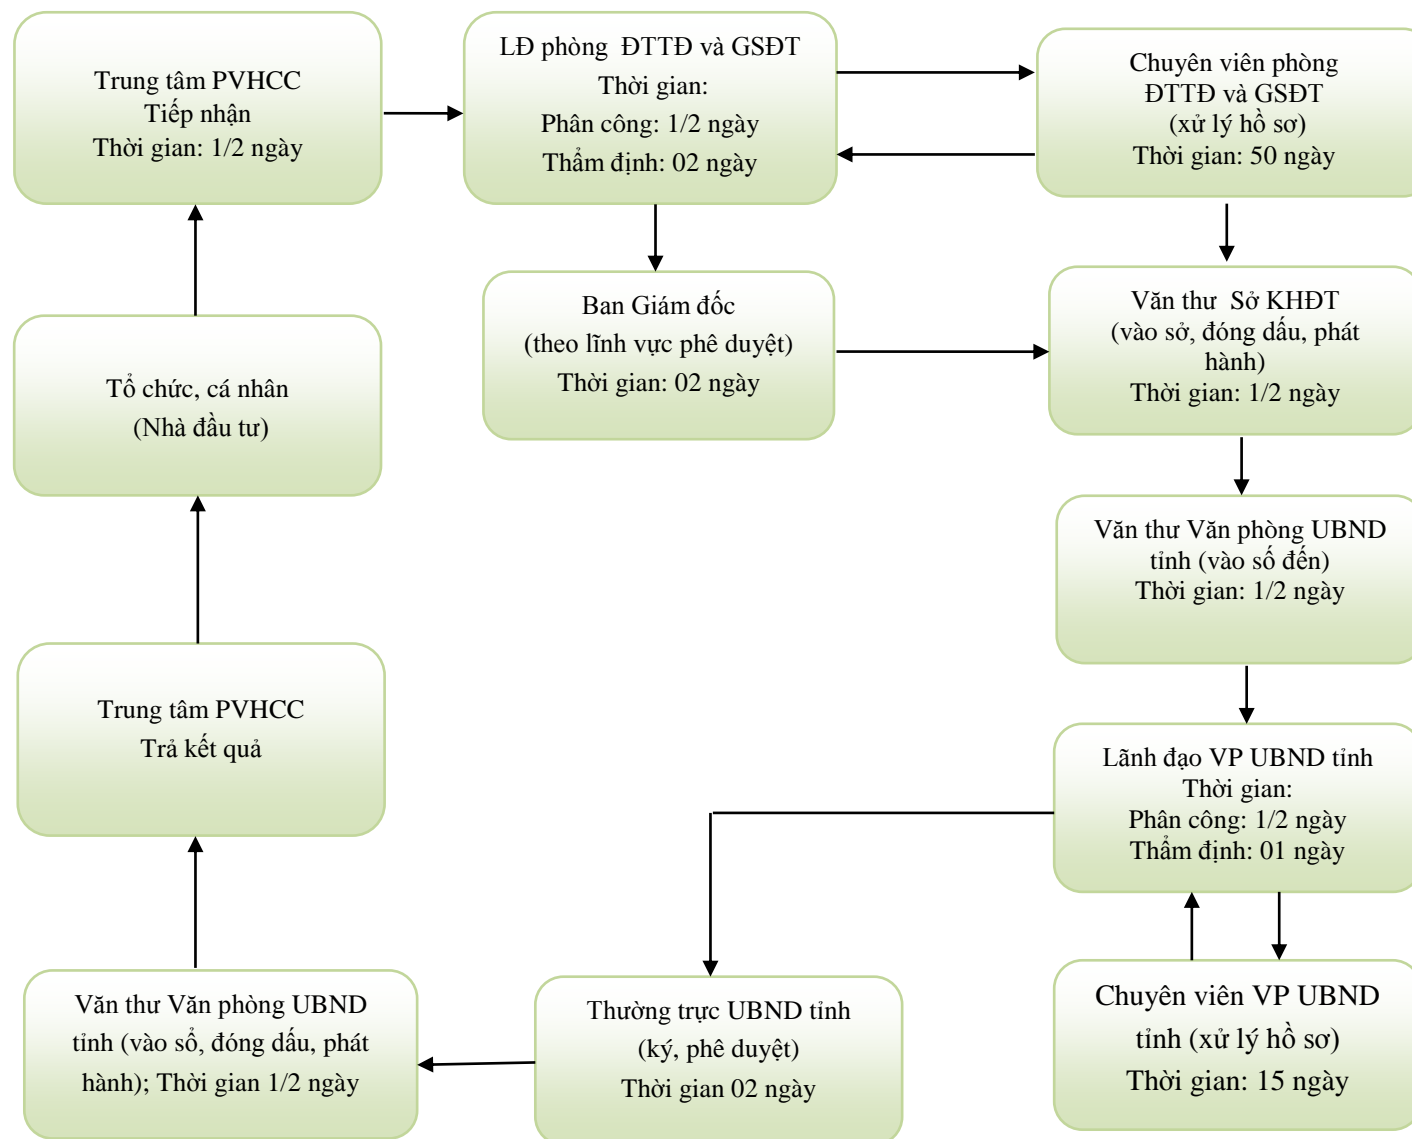 Trung tâm PVHCC
Tiếp nhận
Thời gian: 1/2 ngày
LĐ phòng ĐTTĐ và GSĐT
Thời gian:
Phân công: 1/2 ngày
Thẩm định: 02 ngày
Chuyên viên phòng
ĐTTĐ và GSĐT
(xử lý hồ sơ)
Thời gian: 50 ngày
Ban Giám đốc
(theo lĩnh vực phê duyệt)
Thời gian: 02 ngày
Văn thư Sở KHĐT
(vào sở, đóng dấu, phát
hành)
Thời gian: 1/2 ngày
Tổ chức, cá nhân
(Nhà đầu tư)
Văn thư Văn phòng UBND
tỉnh (vào số đến)
Thời gian: 1/2 ngày
Trung tâm PVHCC
Trả kết quả
Lãnh đạo VP UBND tỉnh
Thời gian:
Phân công: 1/2 ngày
Thẩm định: 01 ngày
Văn thư Văn phòng UBND
tỉnh (vào sổ, đóng dấu, phát
hành); Thời gian 1/2 ngày
Thường trực UBND tỉnh
(ký, phê duyệt)
Thời gian 02 ngày
Chuyên viên VP UBND
tỉnh (xử lý hồ sơ)
Thời gian: 15 ngày